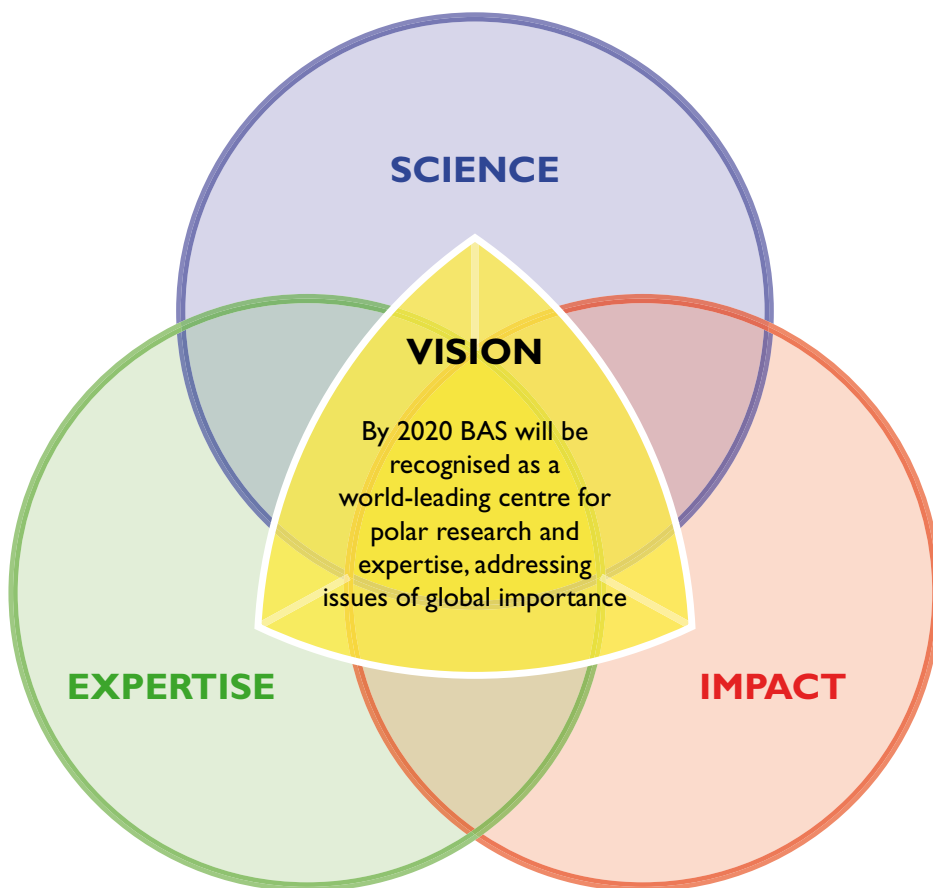 SCIENCE
VISION
By 2020 BAS will be
recognised as a
world-leading centre for
polar research and
expertise, addressing
issues of global importance
EXPERTISE
IMPACT